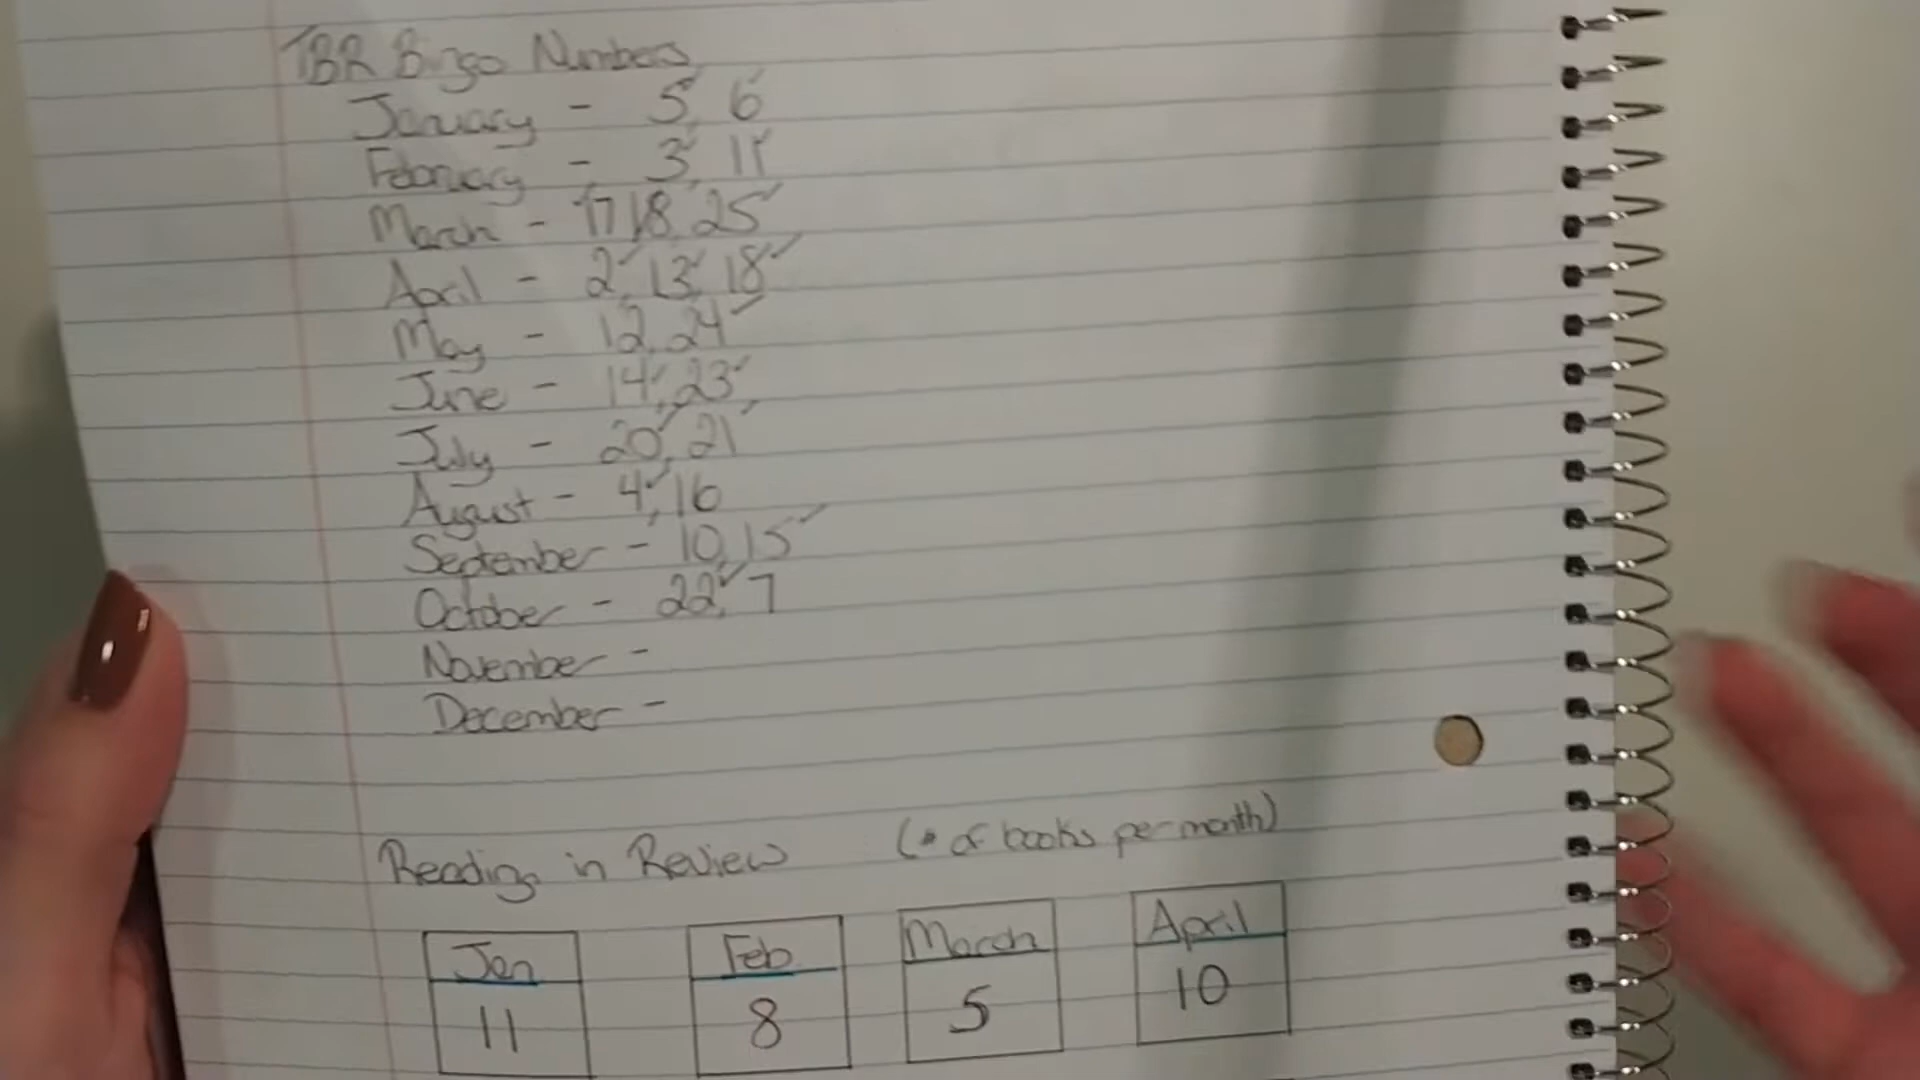 TBR Bingo Numbers
January - 5, 6
February - 3, 11
March - 17, 18, 25
April - 2, 13, 18
May - 12, 24
June - 14, 23,
July - 20, 21
August - 4, 16
September - 10, 15
October - 22, 7
November -
December -
Reading in Review (# of books per month)
Jan Feb March April
11 8 5 10